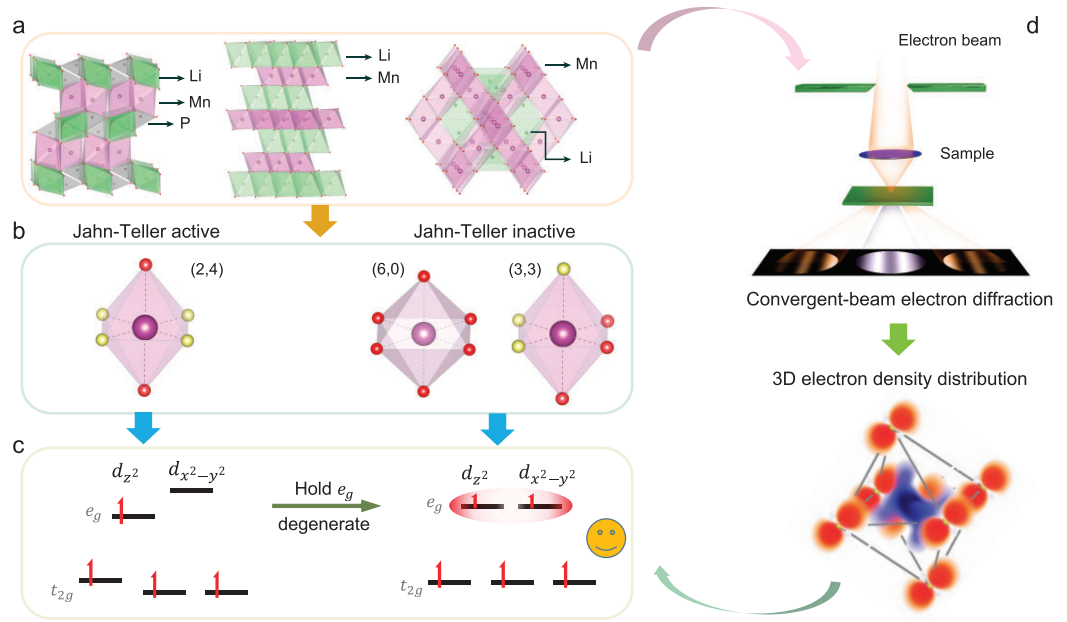 a
Li
Mn
P
Li
Mn
Mn
Li
b
Jahn-Teller active
Jahn-Teller inactive
(2,4)
(6,0)
(3,3)
c
d_{z^2}
d_{x^2-y^2}
e_g
t_{2g}
Hold e_g
degenerate
d_{z^2}
d_{x^2-y^2}
e_g
t_{2g}
d
Electron beam
Sample
Convergent-beam electron diffraction
3D electron density distribution